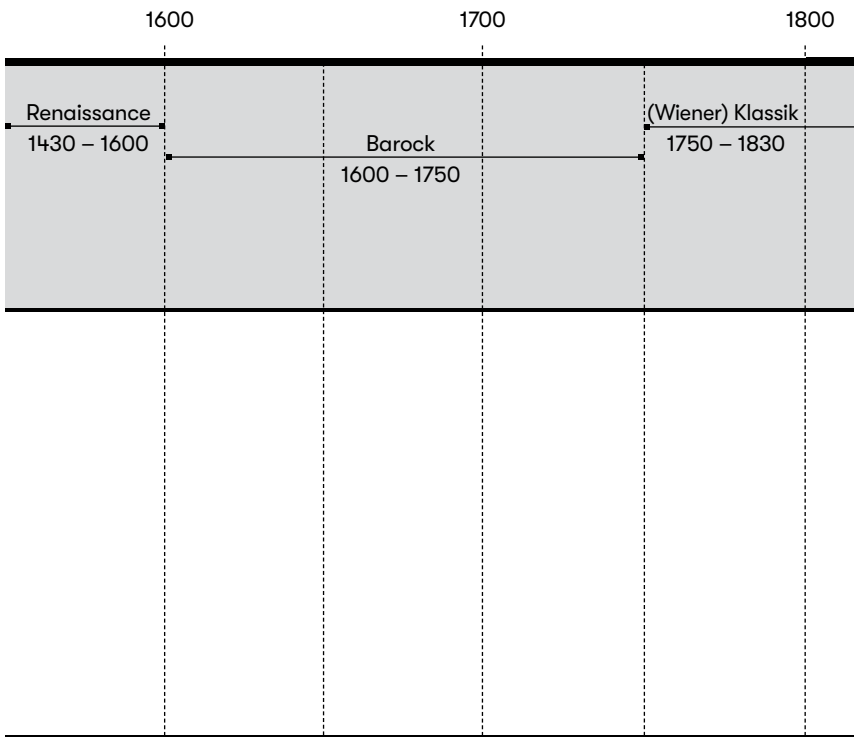 1600 1700 1800
Renaissance
1430 – 1600
Barock
1600 – 1750
(Wiener) Klassik
1750 – 1830